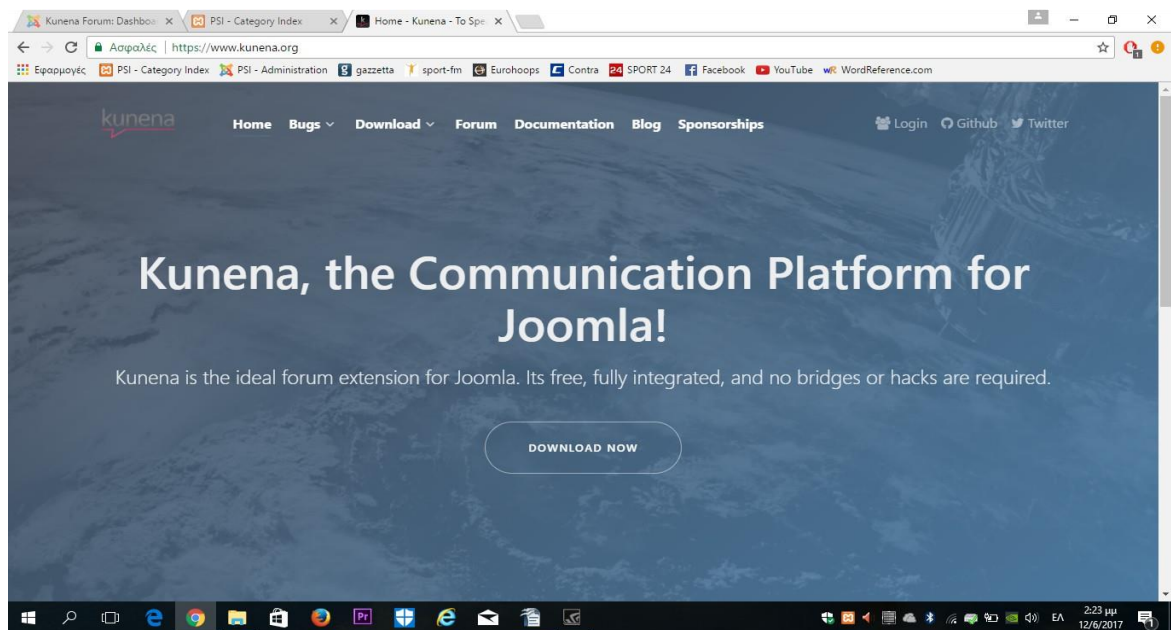 Kunena Forum: Dashboa
PSI - Category Index
Home - Kunena - To Spe
Ασφαλές
https://www.kunena.org
Εφαρμογές
PSI - Category Index
PSI - Administration
g gazzetta
sport-fm
Eurohoops
Contra
24 SPORT 24
Facebook
YouTube
WR WordReference.com
kunena
Home
Bugs
Download
Forum
Documentation
Blog
Sponsorships
Login
Github
Twitter
Kunena, the Communication Platform for
Joomla!
Kunena is the ideal forum extension for Joomla. Its free, fully integrated, and no bridges or hacks are required.
DOWNLOAD NOW
Pr
ΕΛ
2:23 μμ
12/6/2017